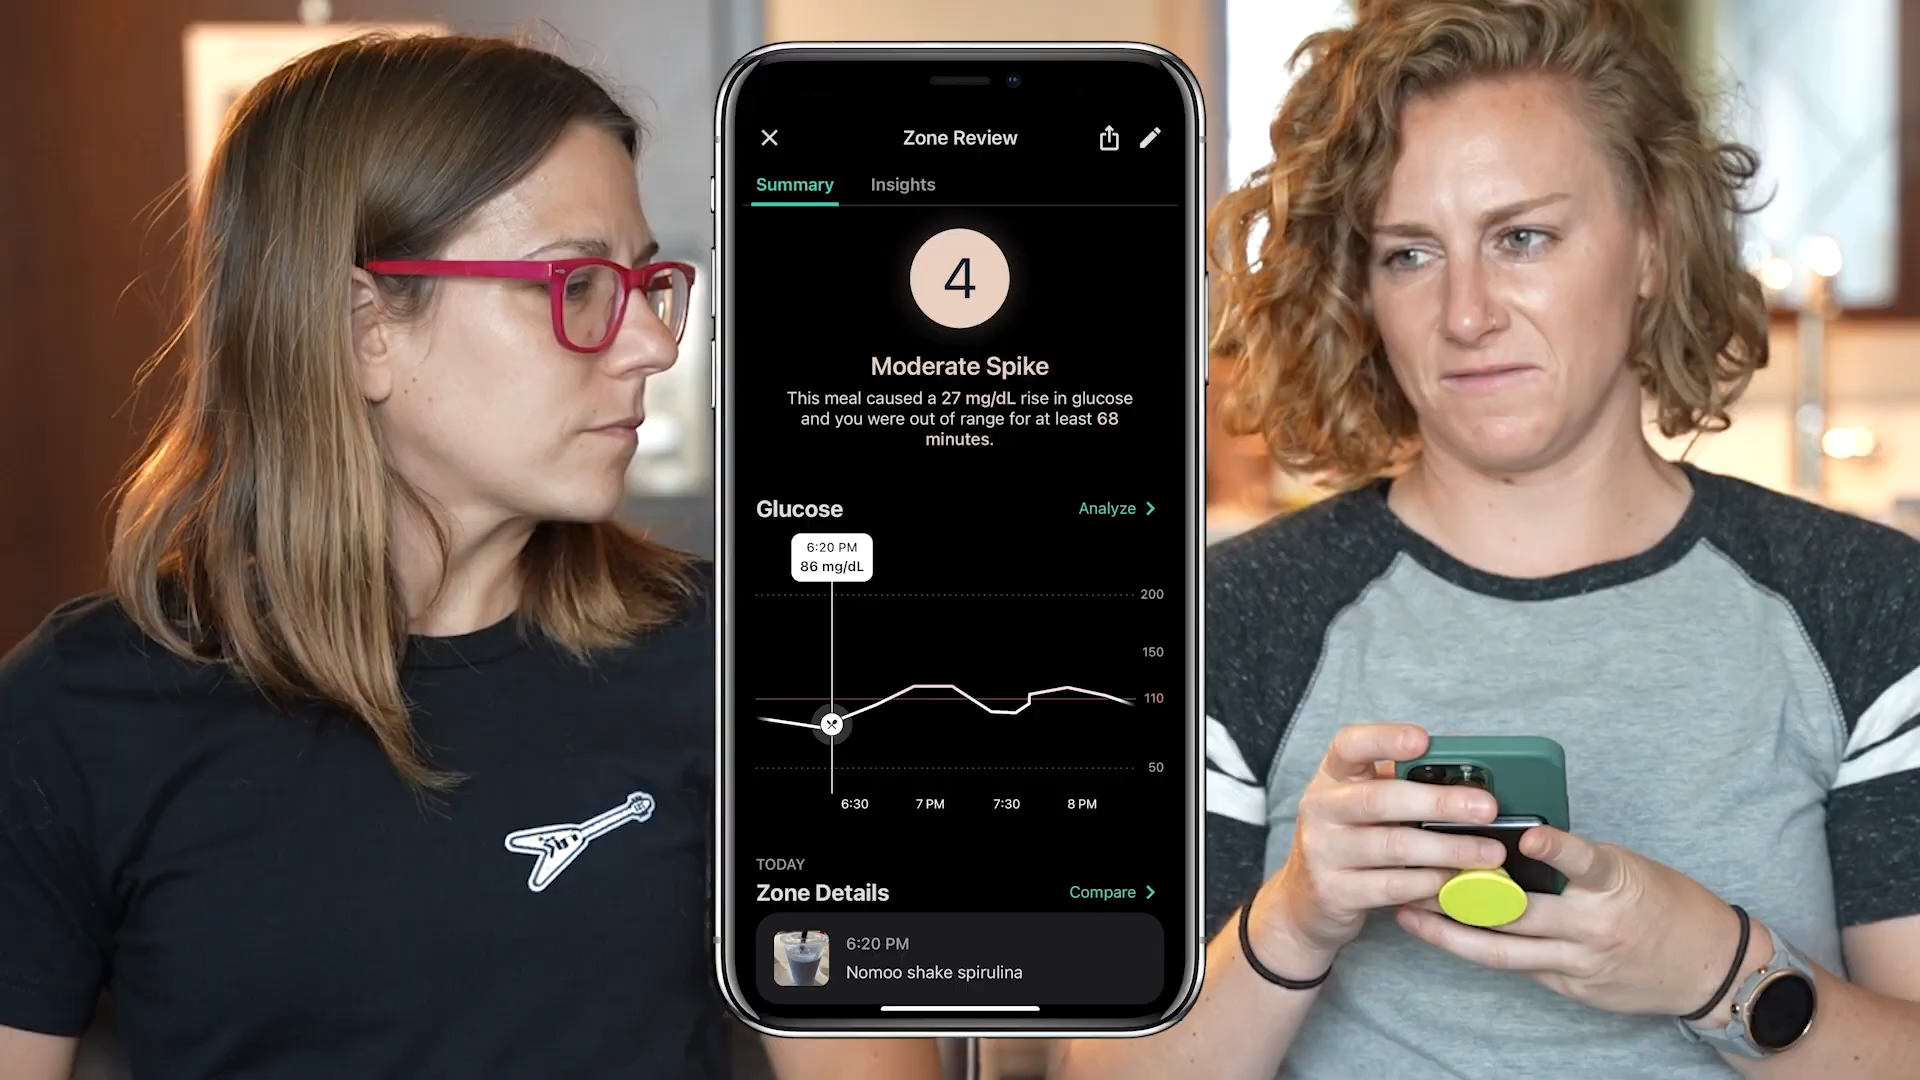 Zone Review
Summary
Insights
4
Moderate Spike
This meal caused a 27 mg/dL rise in glucose
and you were out of range for at least 68
minutes.
Glucose
Analyze
6:20 PM
86 mg/dL
200
150
110
50
6:30
7 PM
7:30
8 PM
TODAY
Zone Details
Compare
6:20 PM
Nomoo shake spirulina